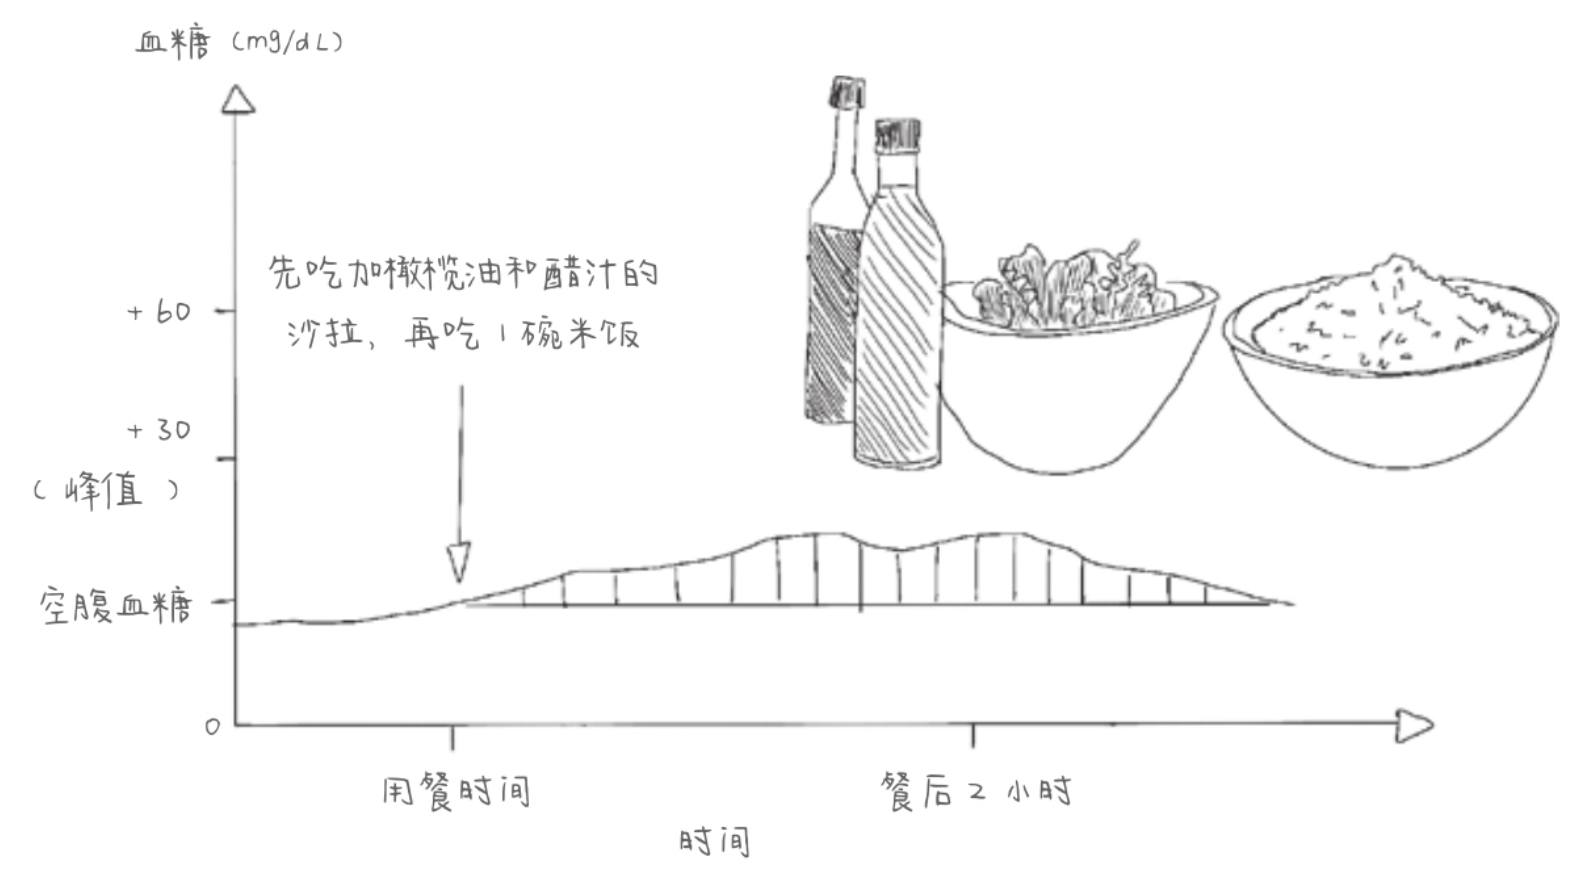 血糖（mg/dL）
先吃加橄榄油和醋汁的
沙拉，再吃1碗米饭
+60
+30
（峰值）
空腹血糖
0
用餐时间
餐后2小时
时间